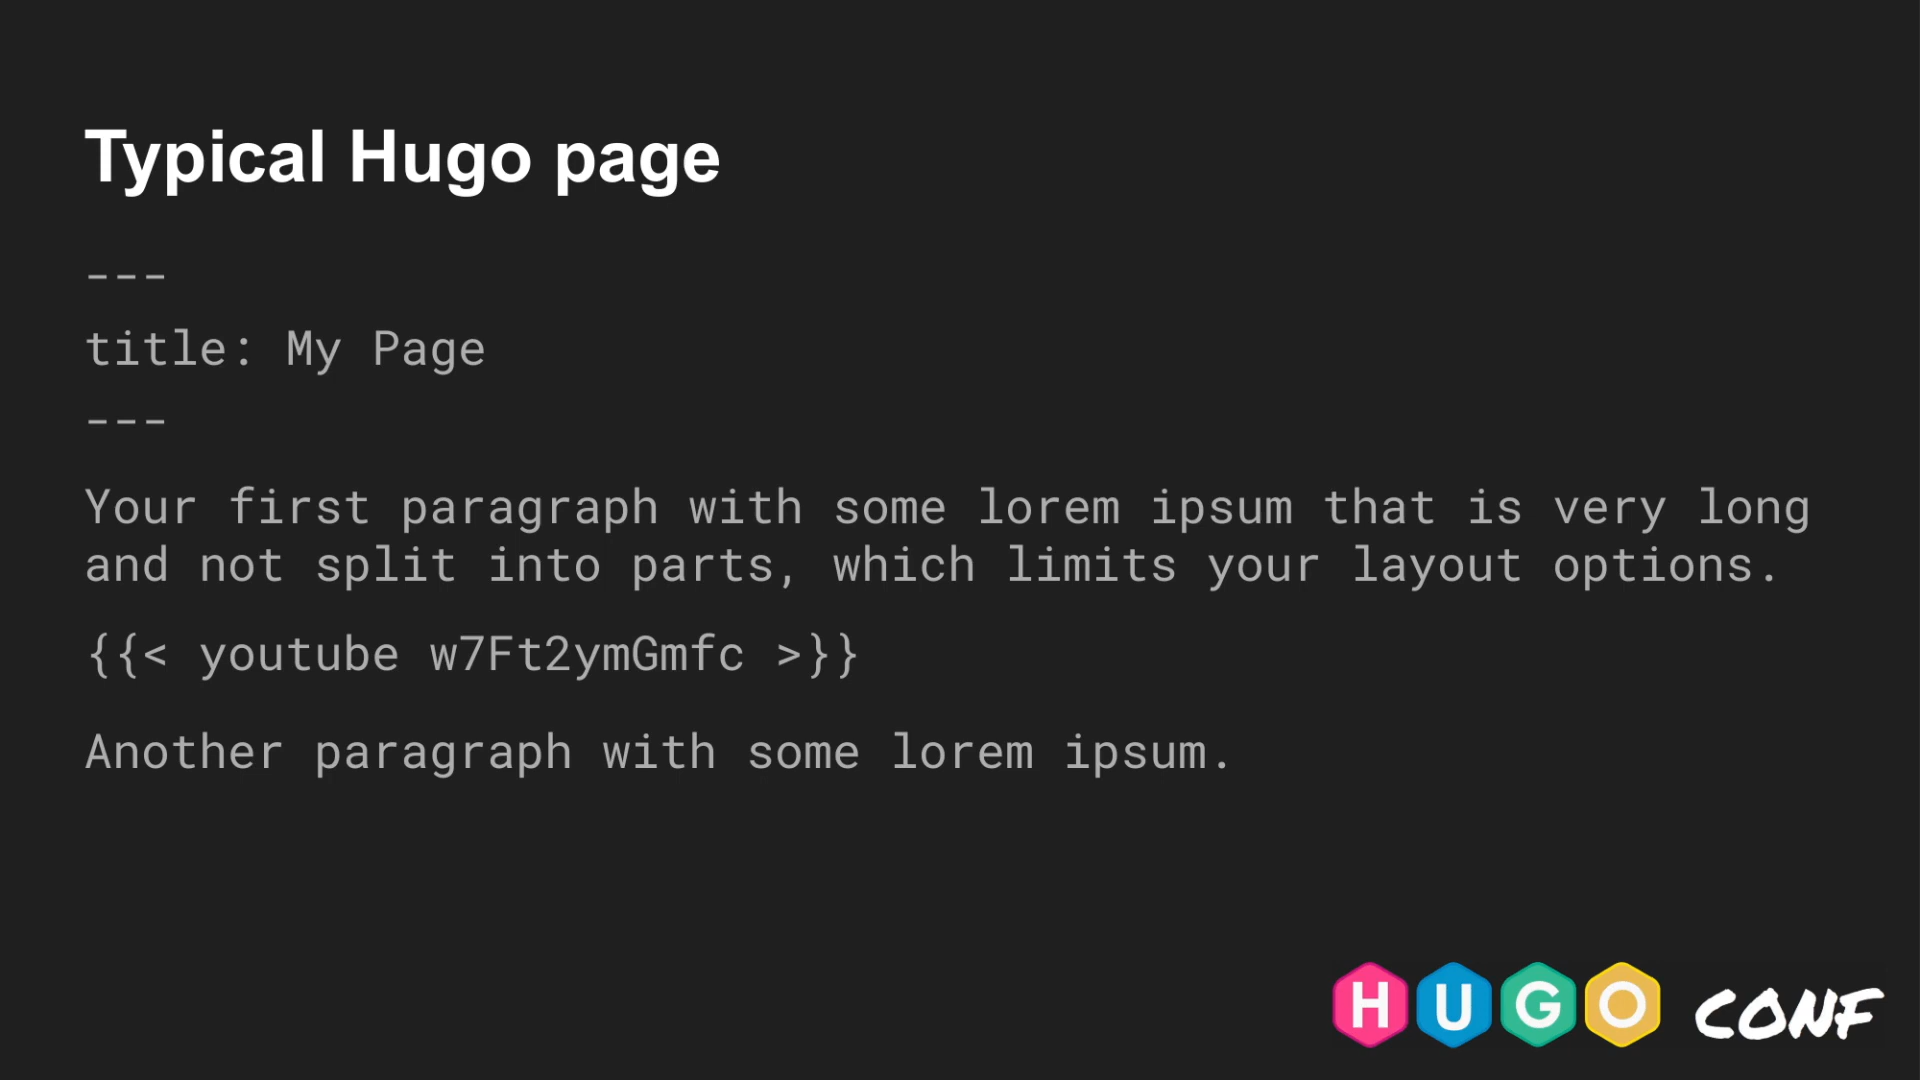 Typical Hugo page
---
title: My Page
---
Your first paragraph with some lorem ipsum that is very long
and not split into parts, which limits your layout options.
{{< youtube w7Ft2ymGmfc >}}
Another paragraph with some lorem ipsum.
HUGO CONF